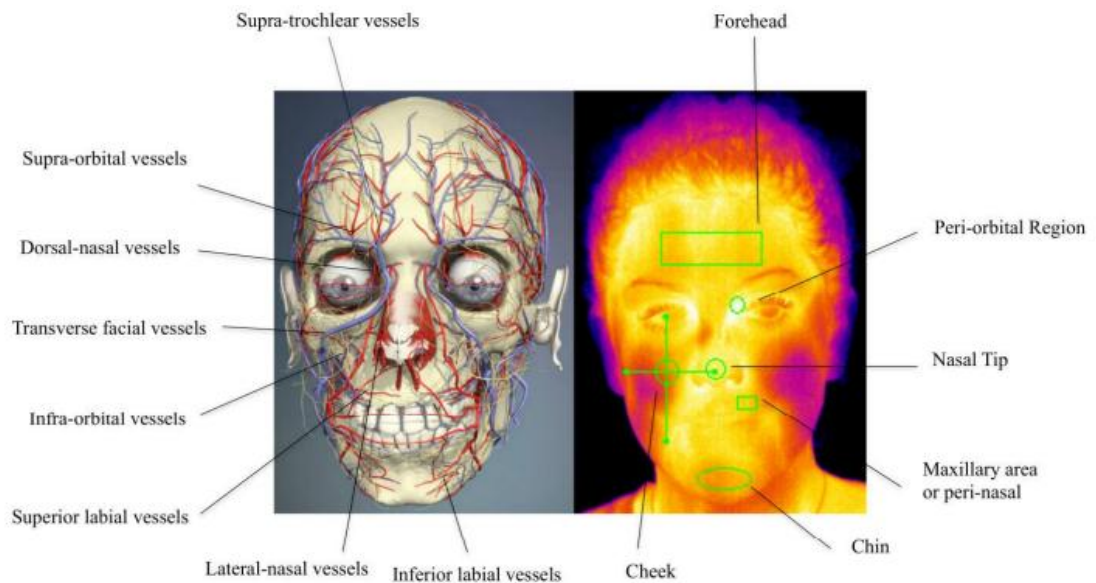 Supra-trochlear vessels
Forehead
Supra-orbital vessels
Dorsal-nasal vessels
Transverse facial vessels
Infra-orbital vessels
Superior labial vessels
Lateral-nasal vessels
Inferior labial vessels
Peri-orbital Region
Nasal Tip
Maxillary area
or peri-nasal
Chin
Cheek